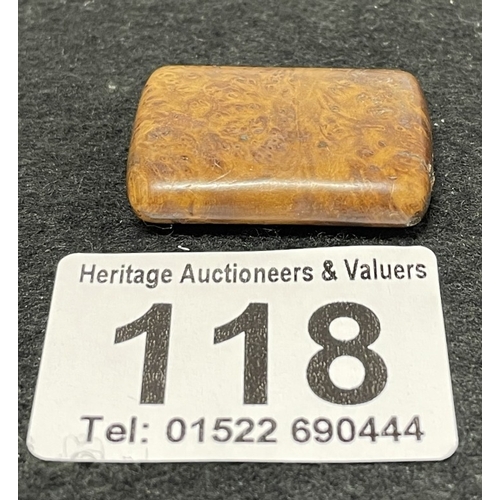 Heritage Auctioneers & Valuers
118
Tel: 01522 690444